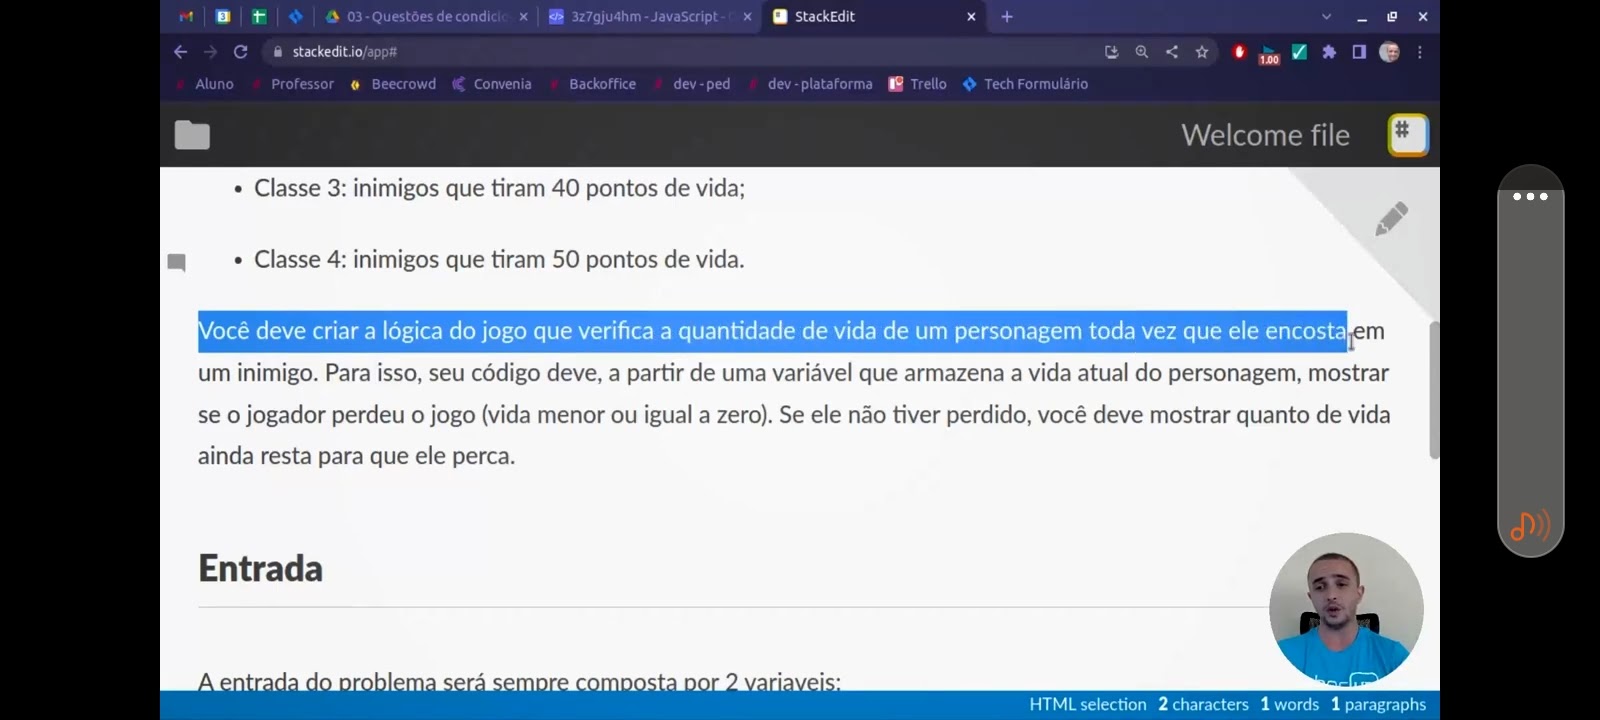 03 - Questões de condicio
3z7gju4hm - JavaScript -
StackEdit
stackedit.io/app#
1.00
Aluno
Professor
Beecrowd
Convenia
Backoffice
dev - ped
dev - plataforma
Trello
Tech Formulário
Welcome file
#
• Classe 3: inimigos que tiram 40 pontos de vida;
• Classe 4: inimigos que tiram 50 pontos de vida.
Você deve criar a lógica do jogo que verifica a quantidade de vida de um personagem toda vez que ele encosta em
um inimigo. Para isso, seu código deve, a partir de uma variável que armazena a vida atual do personagem, mostrar
se o jogador perdeu o jogo (vida menor ou igual a zero). Se ele não tiver perdido, você deve mostrar quanto de vida
ainda resta para que ele perca.
Entrada
A entrada do problema será sempre composta por 2 variaveis:
HTML selection 2 characters 1 words 1 paragraphs